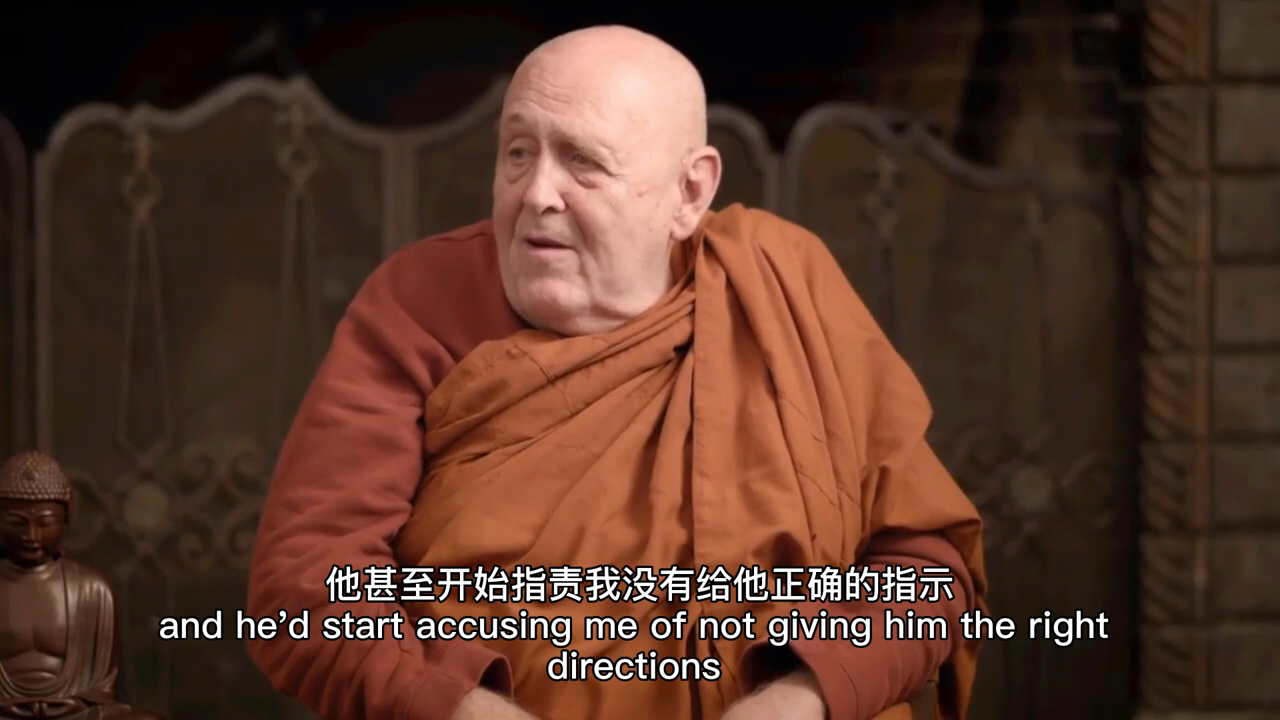 他甚至开始指责我没有给他正确的指示
and he’d start accusing me of not giving him the right
directions